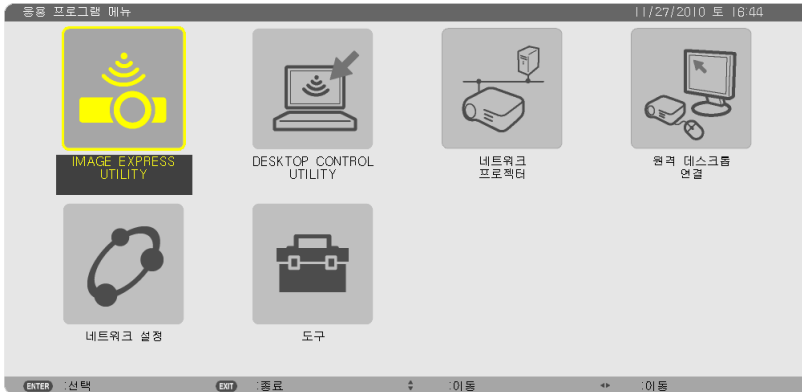 응용 프로그램 메뉴 11/27/2010 토 16:44
IMAGE EXPRESS
UTILITY
DESKTOP CONTROL
UTILITY
네트워크
프로젝터
원격 데스크톱
연결
네트워크 설정
도구
ENTER :선택 EXIT :종료 :이동 :이동